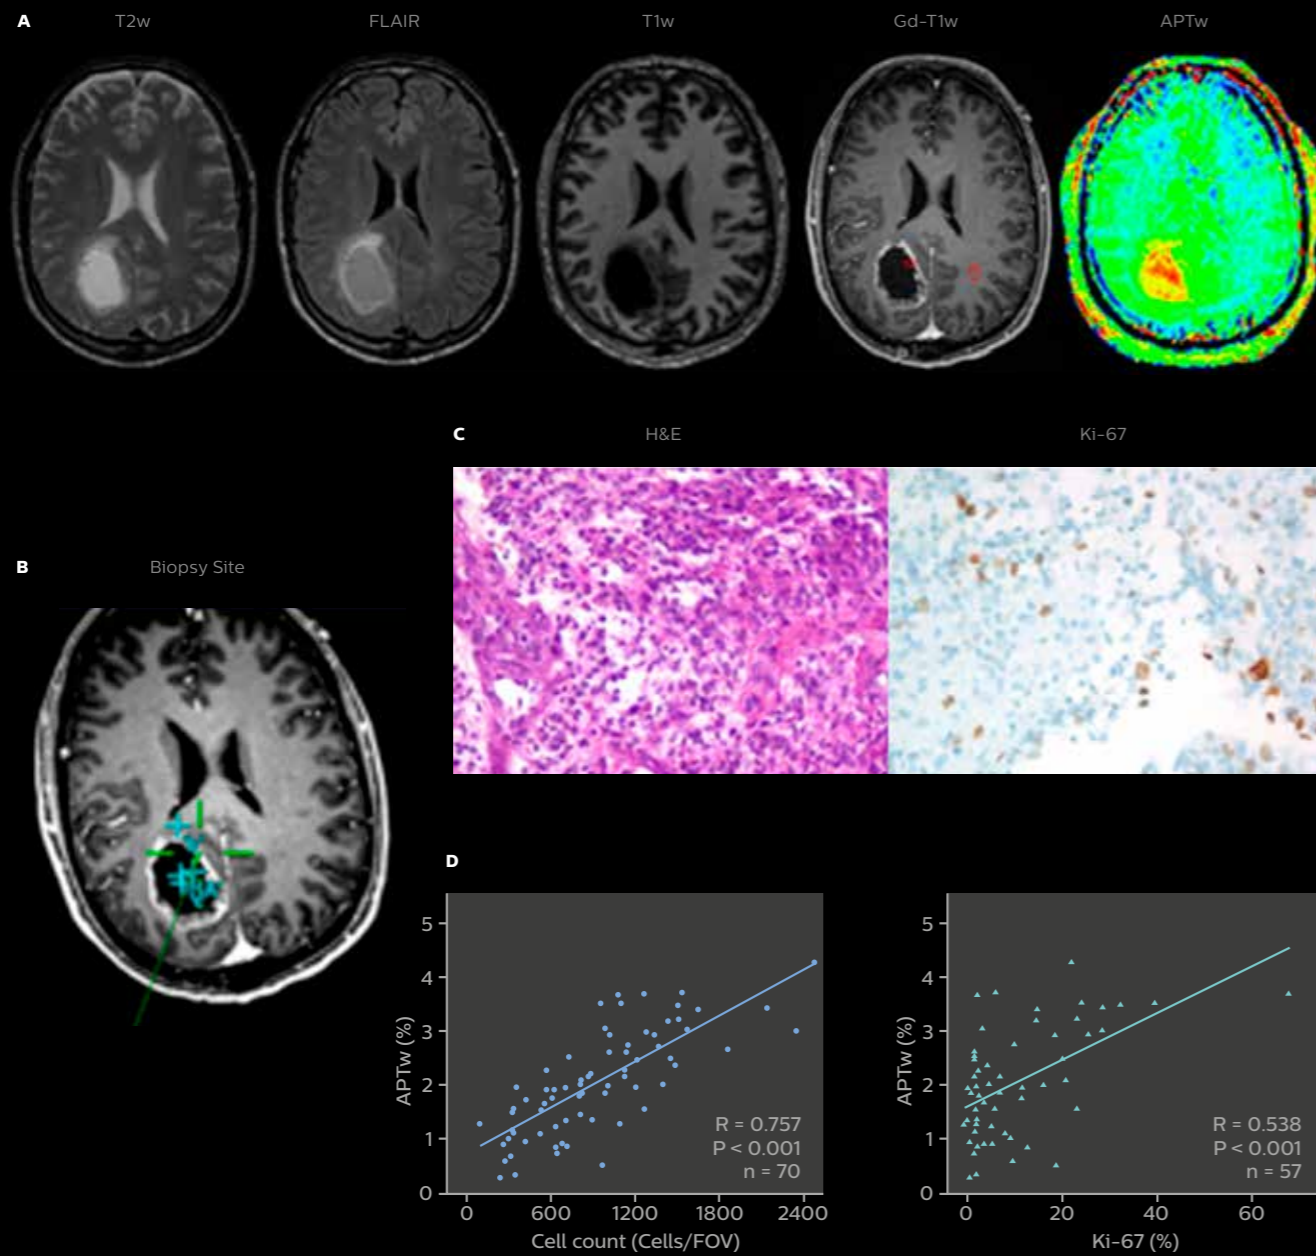 A
T2w
FLAIR
T1w
Gd-T1w
APTw
C
H&E
Ki-67
B
Biopsy Site
D
5
4
3
2
1
0
APTw (%)
R = 0.757
P < 0.001
n = 70
0 600 1200 1800 2400
Cell count (Cells/FOV)
5
4
3
2
1
0
APTw (%)
R = 0.538
P < 0.001
n = 57
0 20 40 60
Ki-67 (%)